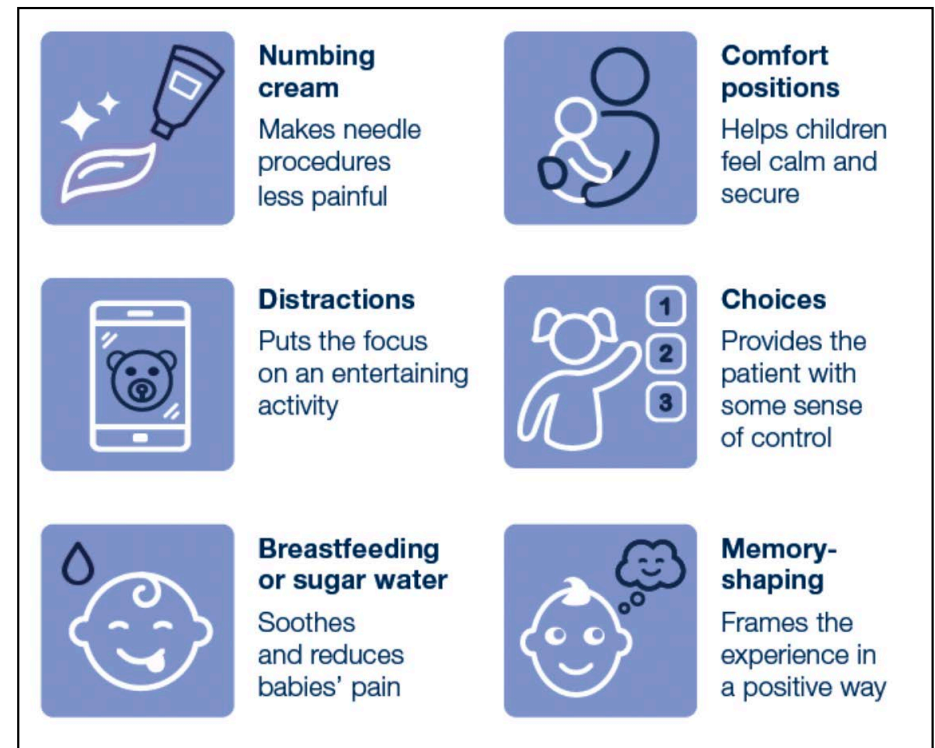 Numbing
cream
Makes needle
procedures
less painful
Comfort
positions
Helps children
feel calm and
secure
Distractions
Puts the focus
on an entertaining
activity
1
2
3
Choices
Provides the
patient with
some sense
of control
Breastfeeding
or sugar water
Soothes
and reduces
babies’ pain
Memory-
shaping
Frames the
experience in
a positive way